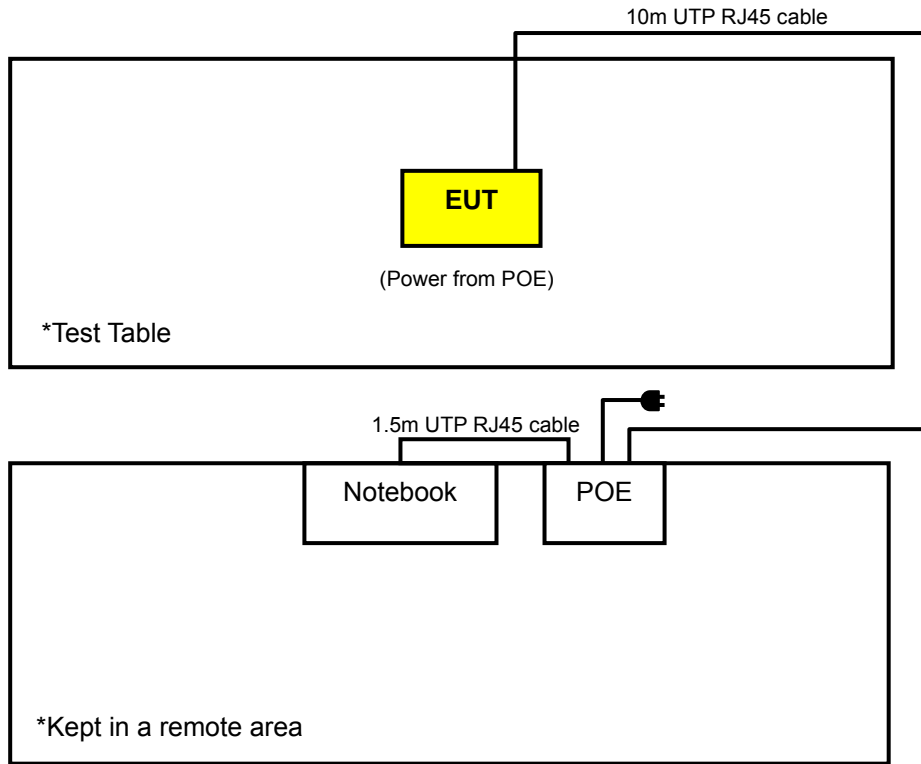 10m UTP RJ45 cable
EUT
(Power from POE)
*Test Table
1.5m UTP RJ45 cable
Notebook
POE
*Kept in a remote area